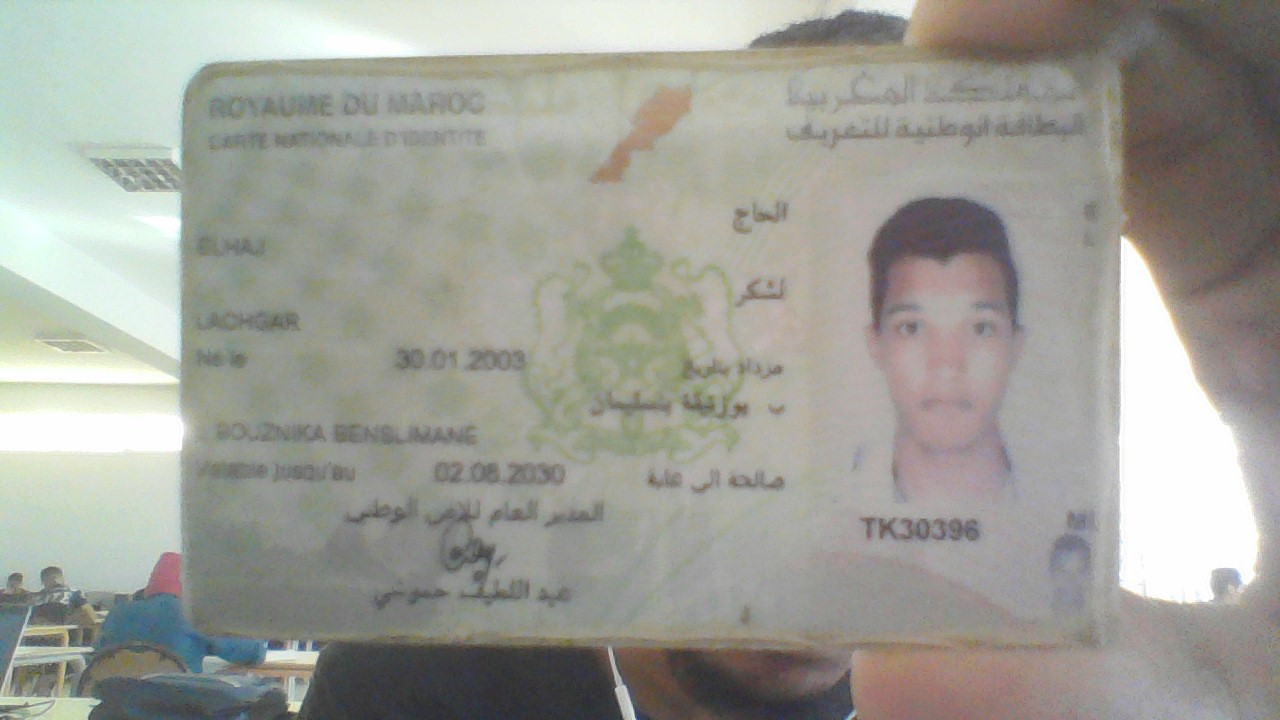 ROYAUME DU MAROC
المملكة المغربية
CARTE NATIONALE D'IDENTITE
البطاقة الوطنية للتعريف
الحاج
ELHAJ
لشكر
LACHGAR
Né le 30.01.2003 مزداد بتاريخ
ب بوزنيقة بنسليمان
BOUZNIKA BENSLIMANE
Valable jusqu'au 02.08.2030 صالحة الى غاية
المدير العام للامن الوطني
عبد اللطيف حموشي
TK30396